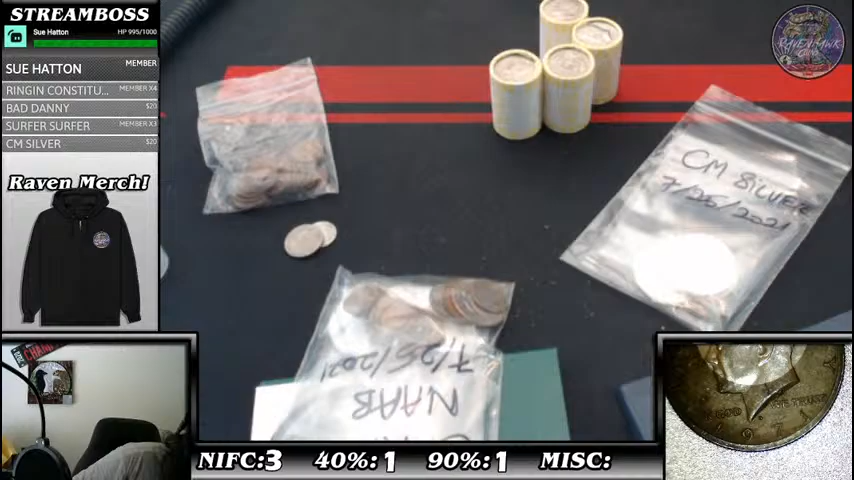 STREAMBOSS
Sue Hatton
HP 995/1000
SUE HATTON MEMBER
RINGIN CONSTITU... MEMBER X4
BAD DANNY $20
SURFER SURFER MEMBER X3
CM SILVER $20
Raven Merch!
CM SILVER
7/25/2021
7/25/2021
NAAB
WE TRUST
1971
NIFC:3 40%:1 90%:1 MISC: